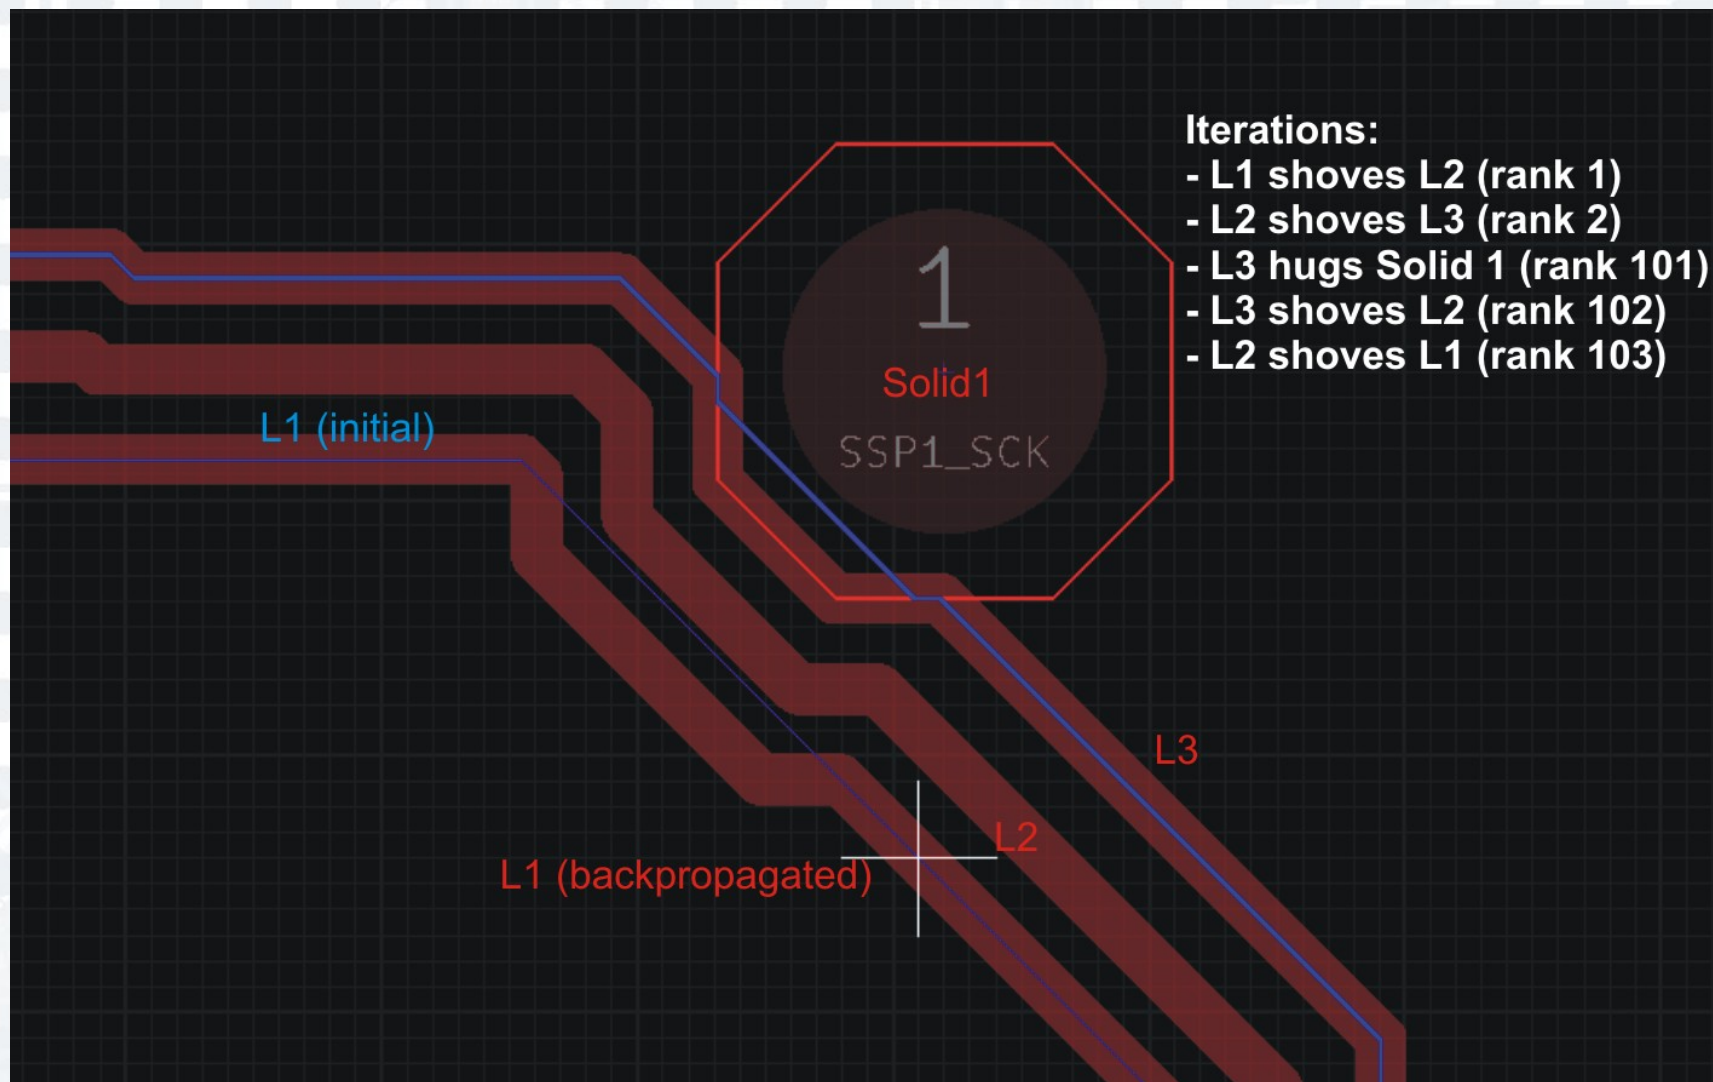 Iterations:
- L1 shoves L2 (rank 1)
- L2 shoves L3 (rank 2)
- L3 hugs Solid 1 (rank 101)
- L3 shoves L2 (rank 102)
- L2 shoves L1 (rank 103)
1
Solid1
SSP1_SCK
L1 (initial)
L3
L2
L1 (backpropagated)